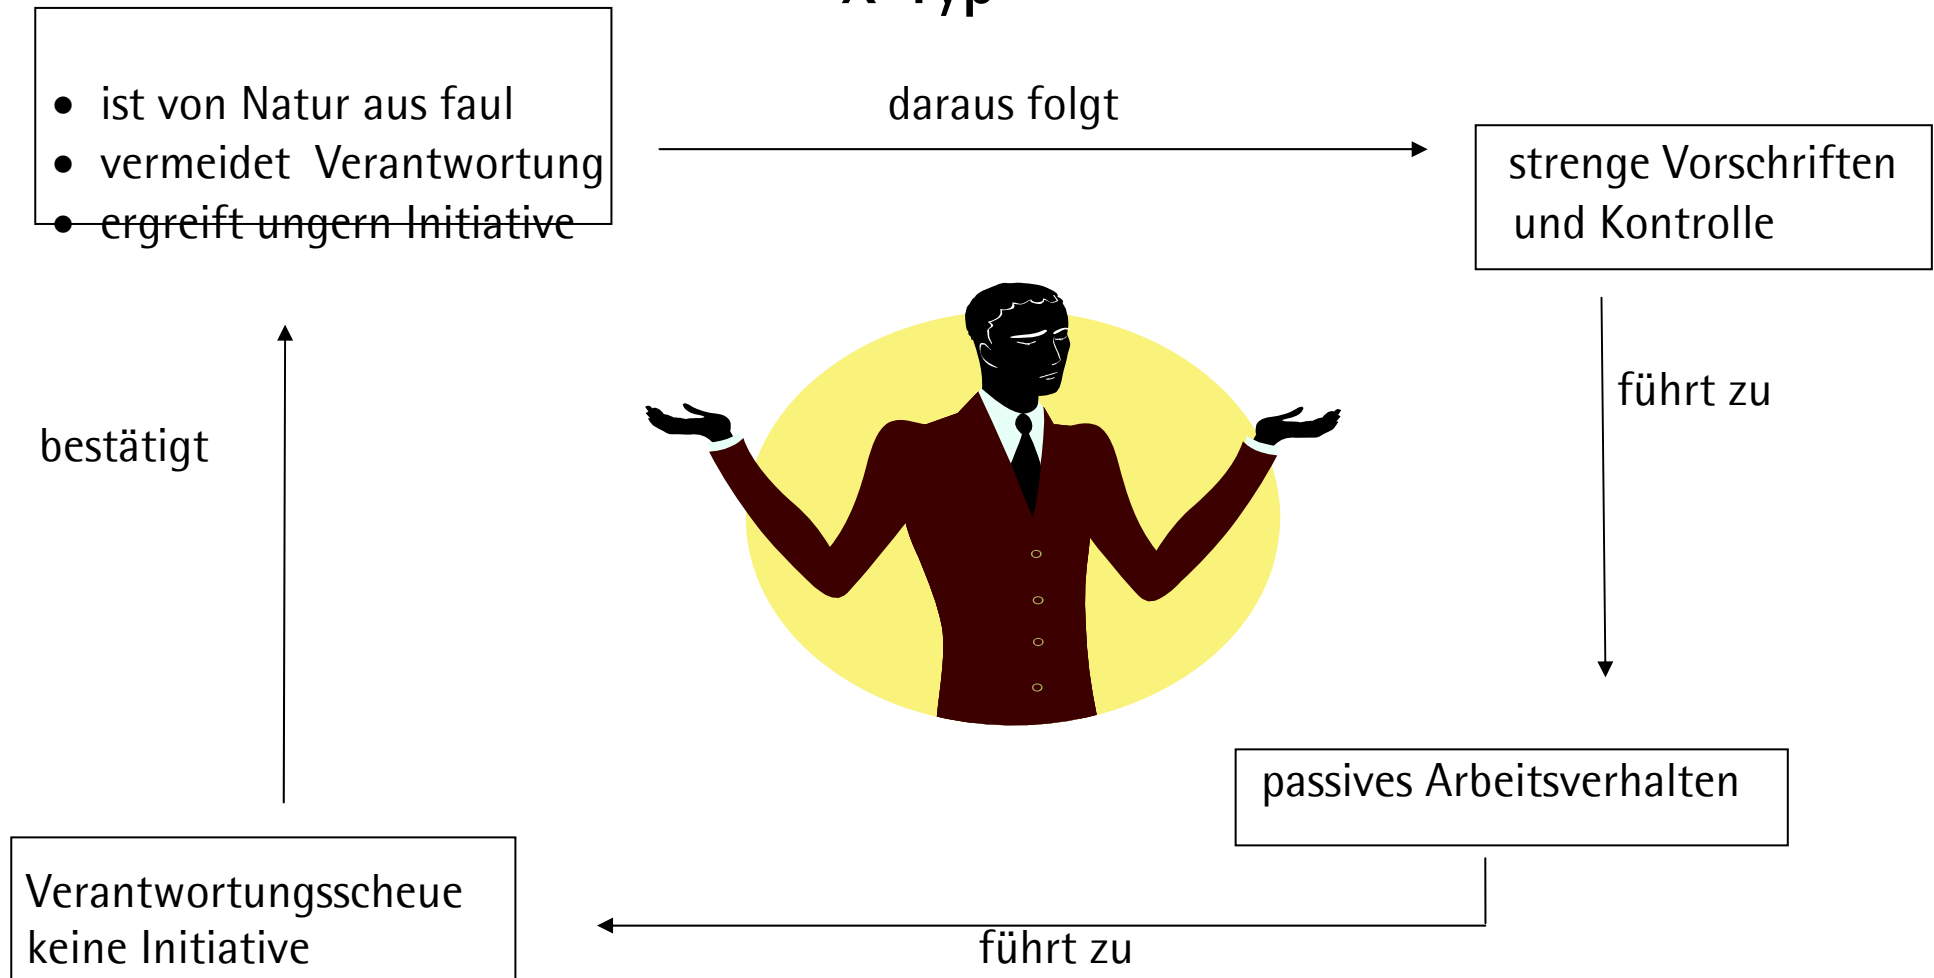 X-Typ
• ist von Natur aus faul
• vermeidet Verantwortung
• ergreift ungern Initiative
daraus folgt
strenge Vorschriften
und Kontrolle
führt zu
bestätigt
passives Arbeitsverhalten
Verantwortungsscheue
keine Initiative
führt zu